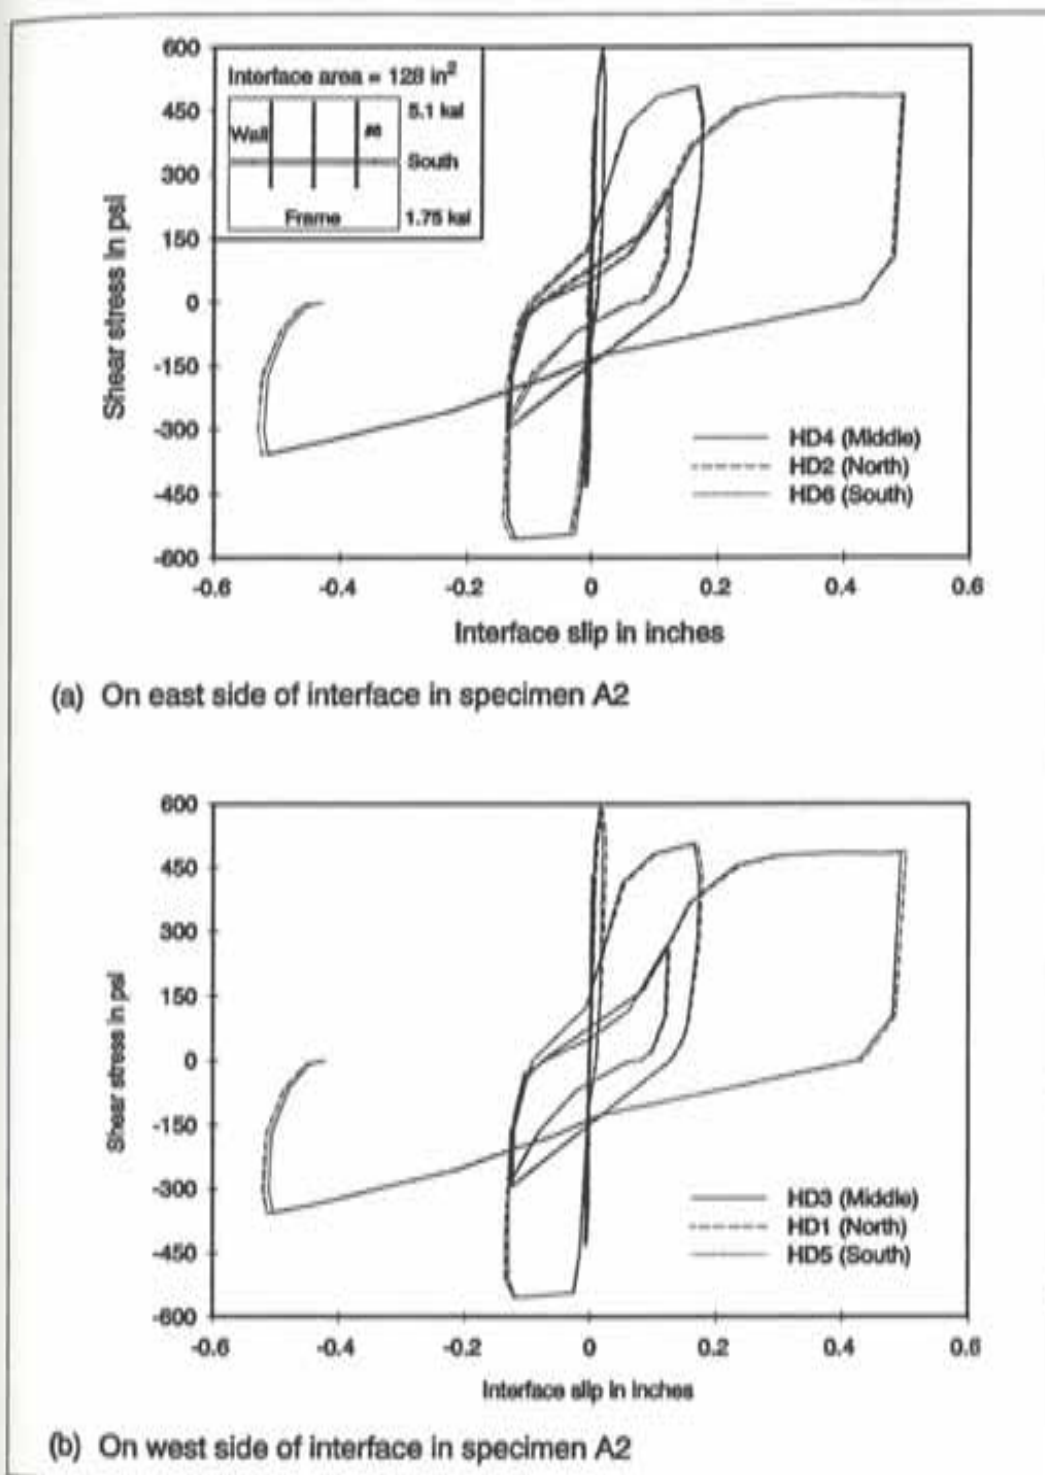 600
450
300
150
0
-150
-300
-450
-600
Shear stress in psi
Interface area = 128 in²
5.1 ksi
Wall
#6
South
Frame
1.75 ksi
HD4 (Middle)
HD2 (North)
HD6 (South)
-0.6 -0.4 -0.2 0 0.2 0.4 0.6
Interface slip in inches
(a) On east side of interface in specimen A2
600
450
300
150
0
-150
-300
-450
-600
Shear stress in psi
HD3 (Middle)
HD1 (North)
HD5 (South)
-0.6 -0.4 -0.2 0 0.2 0.4 0.6
Interface slip in inches
(b) On west side of interface in specimen A2